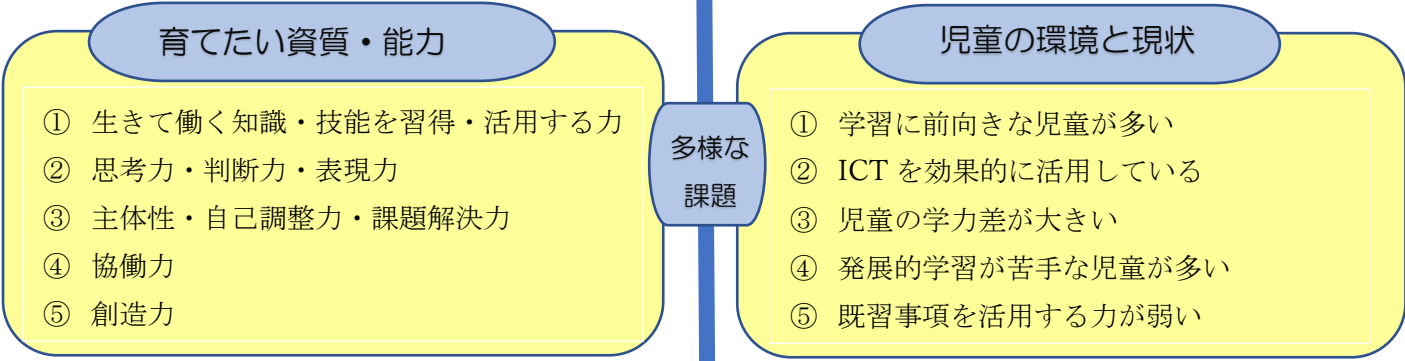 育てたい資質・能力
① 生きて働く知識・技能を習得・活用する力
② 思考力・判断力・表現力
③ 主体性・自己調整力・課題解決力
④ 協働力
⑤ 創造力
多様な
課題
児童の環境と現状
① 学習に前向きな児童が多い
② ICT を効果的に活用している
③ 児童の学力差が大きい
④ 発展的学習が苦手な児童が多い
⑤ 既習事項を活用する力が弱い